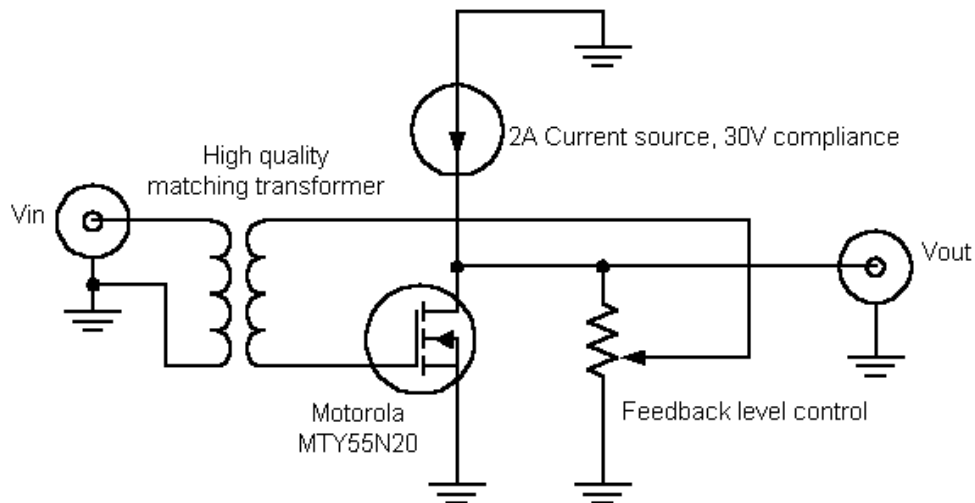 2A Current source, 30V compliance
High quality
matching transformer
Vin
Vout
Motorola
MTY55N20
Feedback level control